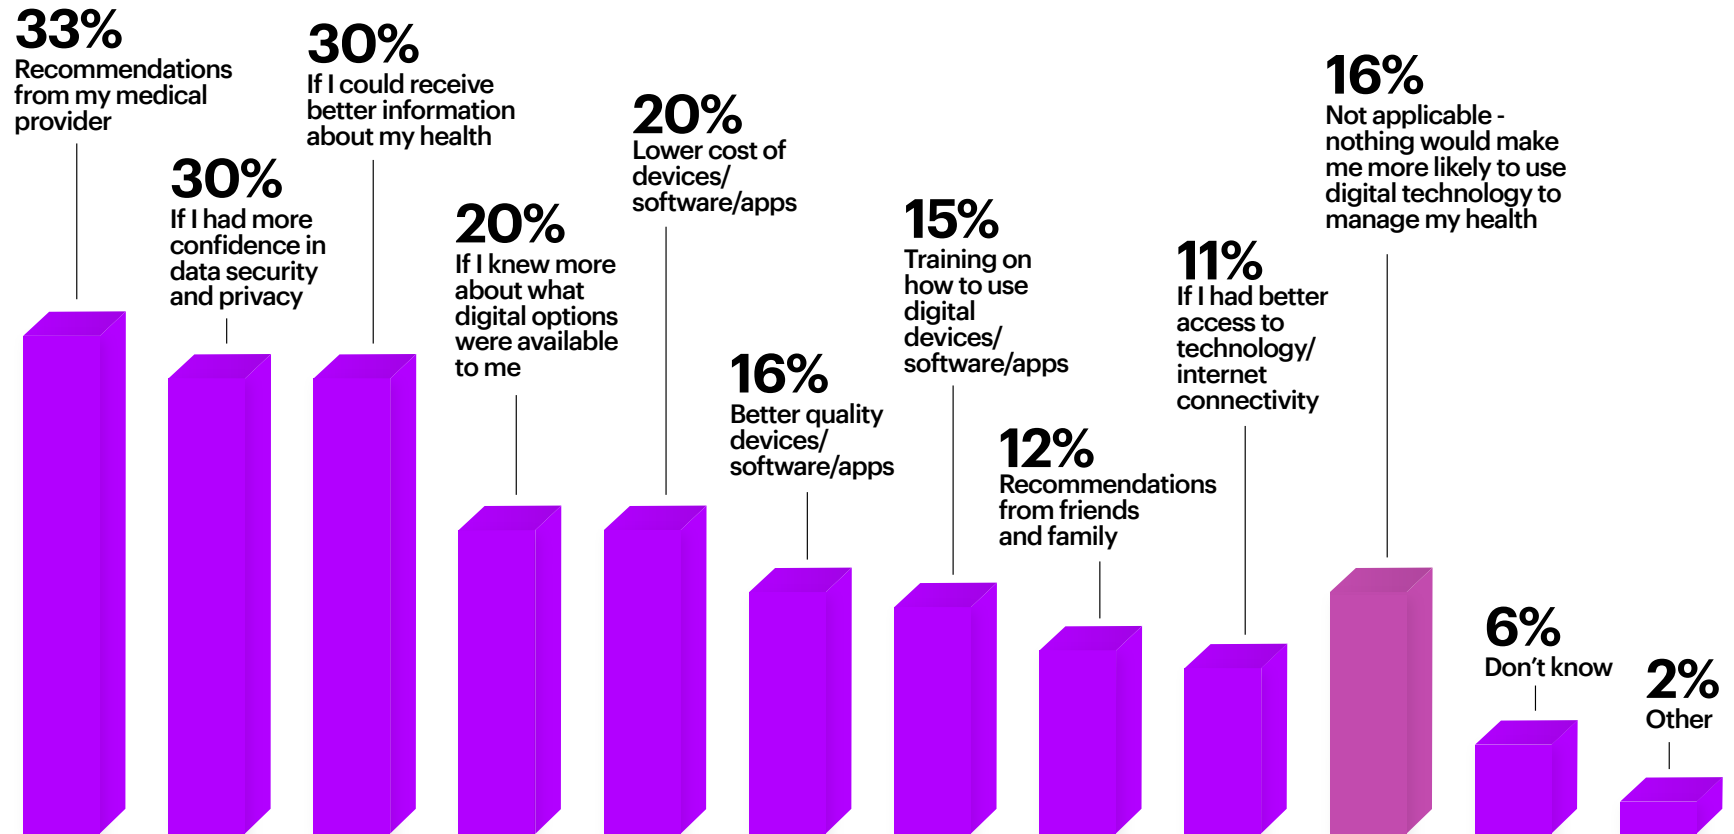 33%
Recommendations
from my medical
provider
30%
If I had more
confidence in
data security
and privacy
30%
If I could receive
better information
about my health
20%
If I knew more
about what
digital options
were available
to me
20%
Lower cost of
devices/
software/apps
16%
Better quality
devices/
software/apps
15%
Training on
how to use
digital
devices/
software/apps
12%
Recommendations
from friends
and family
11%
If I had better
access to
technology/
internet
connectivity
16%
Not applicable -
nothing would make
me more likely to use
digital technology to
manage my health
6%
Don’t know
2%
Other